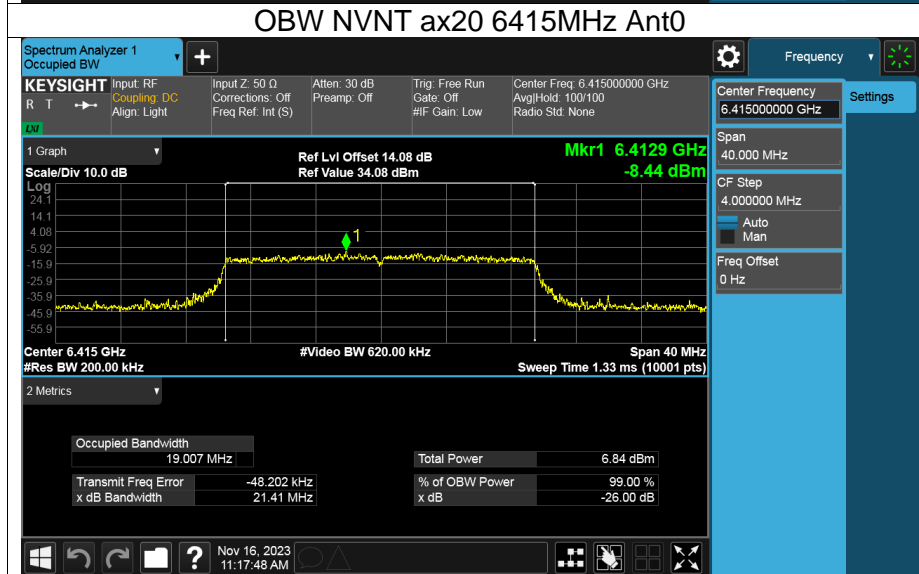 OBW NVNT ax20 6415MHz Ant0
Spectrum Analyzer 1
Occupied BW
+
Frequency
KEYSIGHT
R T
LXI
Input: RF
Coupling: DC
Align: Light
Input Z: 50 Ω
Corrections: Off
Freq Ref: Int (S)
Atten: 30 dB
Preamp: Off
Trig: Free Run
Gate: Off
#IF Gain: Low
Center Freq: 6.415000000 GHz
Avg|Hold: 100/100
Radio Std: None
Center Frequency
6.415000000 GHz
Settings
Span
40.000 MHz
CF Step
4.000000 MHz
Auto
Man
Freq Offset
0 Hz
1 Graph
Ref Lvl Offset 14.08 dB
Mkr1 6.4129 GHz
Scale/Div 10.0 dB
Ref Value 34.08 dBm
-8.44 dBm
Log
24.1
14.1
4.08
-5.92
-15.9
-25.9
-35.9
-45.9
-55.9
1
Center 6.415 GHz
#Video BW 620.00 kHz
Span 40 MHz
#Res BW 200.00 kHz
Sweep Time 1.33 ms (10001 pts)
2 Metrics
Occupied Bandwidth
19.007 MHz
Total Power 6.84 dBm
Transmit Freq Error -48.202 kHz
% of OBW Power 99.00 %
x dB Bandwidth 21.41 MHz
x dB -26.00 dB
?
Nov 16, 2023
11:17:48 AM